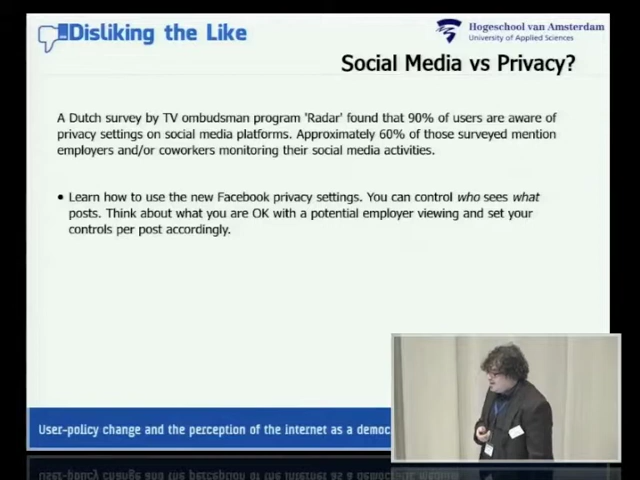 Disliking the Like
Hogeschool van Amsterdam
University of Applied Sciences
Social Media vs Privacy?
A Dutch survey by TV ombudsman program 'Radar' found that 90% of users are aware of
privacy settings on social media platforms. Approximately 60% of those surveyed mention
employers and/or coworkers monitoring their social media activities.
• Learn how to use the new Facebook privacy settings. You can control who sees what
posts. Think about what you are OK with a potential employer viewing and set your
controls per post accordingly.
User-policy change and the perception of the internet as a democ